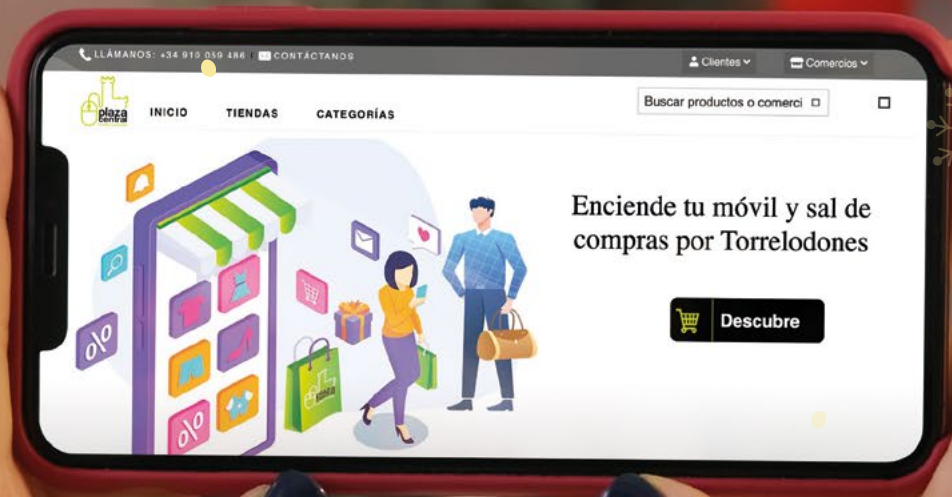 LLÁMANOS: +34 910 059 486 | CONTÁCTANOS
Clientes
Comercios
plaza
central
INICIO
TIENDAS
CATEGORÍAS
Buscar productos o comerci
Enciende tu móvil y sal de
compras por Torrelodones
Descubre
%
%